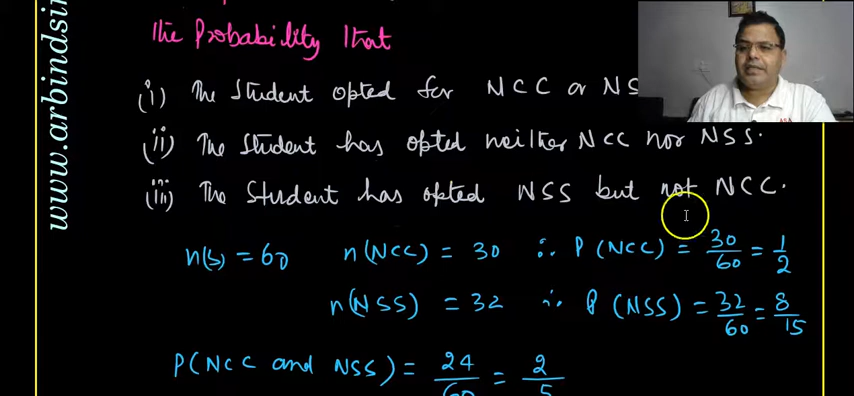 the Probability that
(i) The Student opted for NCC or NS
(ii) The Student has opted neither NCC nor NSS.
(iii) The Student has opted NSS but not NCC.
n(s) = 60 n(NCC) = 30 ∴ P(NCC) = 30/60 = 1/2
n(NSS) = 32 ∴ P(NSS) = 32/60 = 8/15
P(NCC and NSS) = 24/60 = 2/5
www.arbindsin